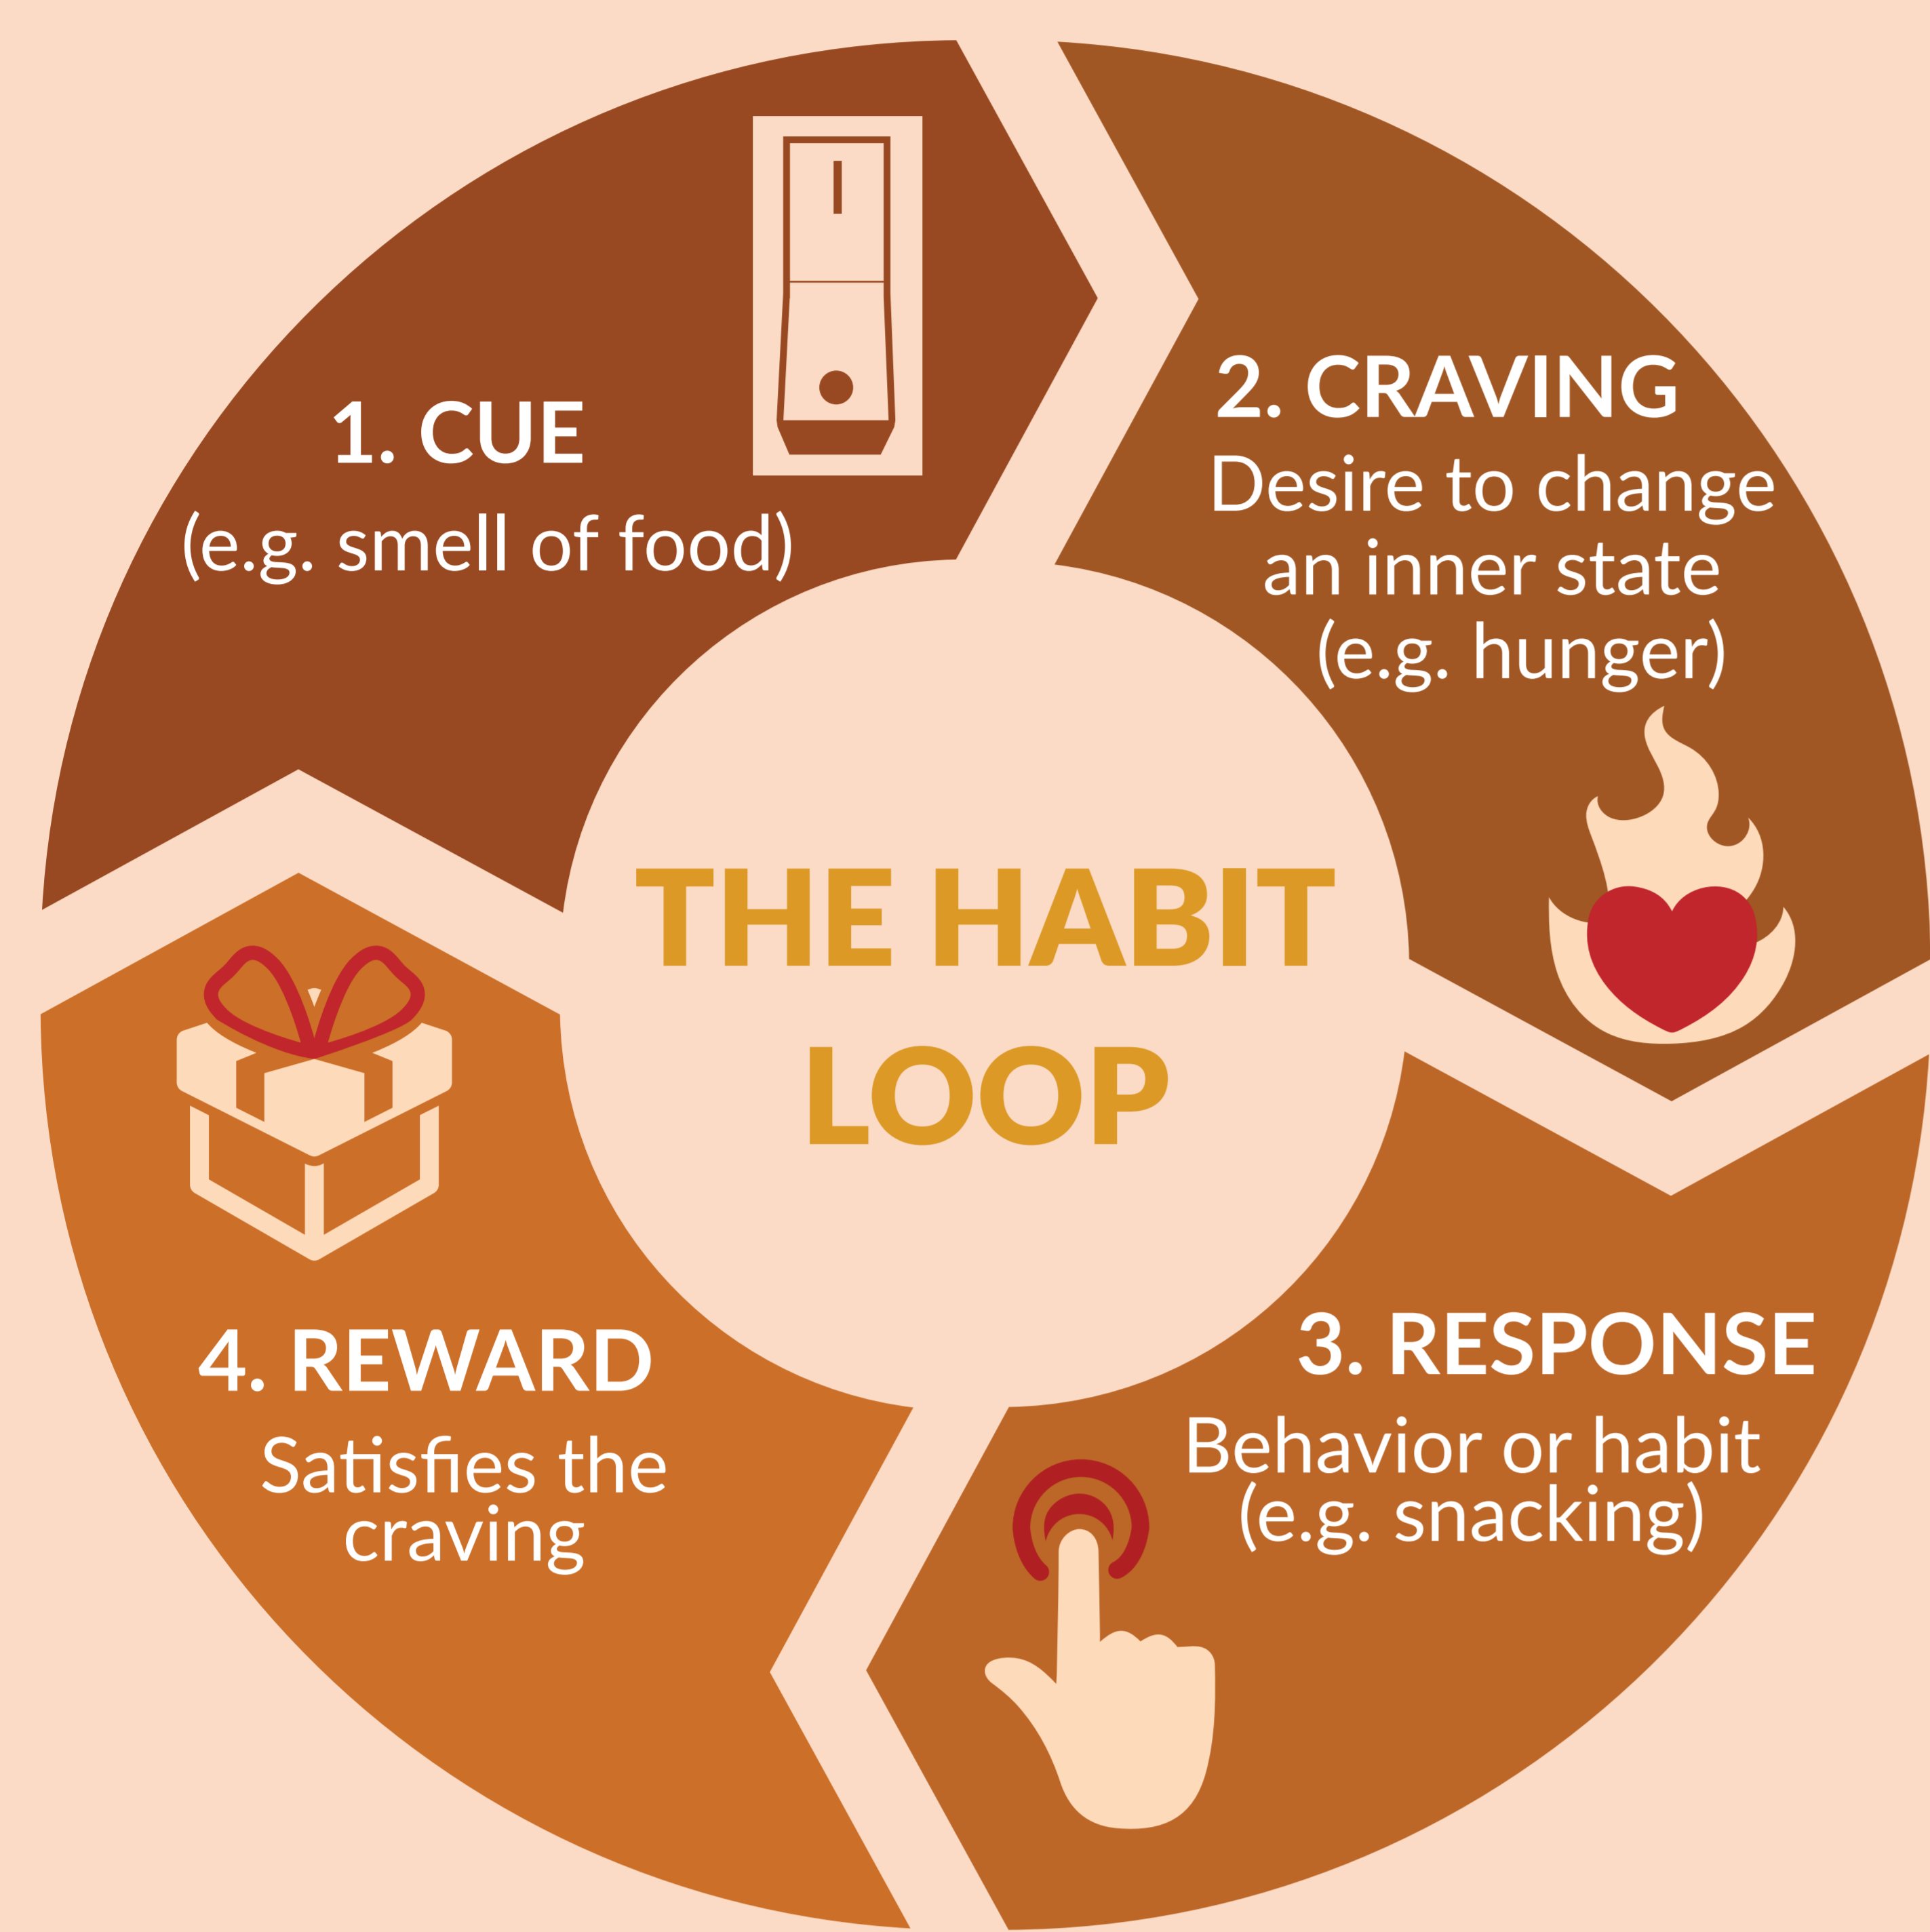 1. CUE
(e.g. smell of food)
2. CRAVING
Desire to change
an inner state
(e.g. hunger)
THE HABIT
LOOP
3. RESPONSE
Behavior or habit
(e.g. snacking)
4. REWARD
Satisfies the
craving